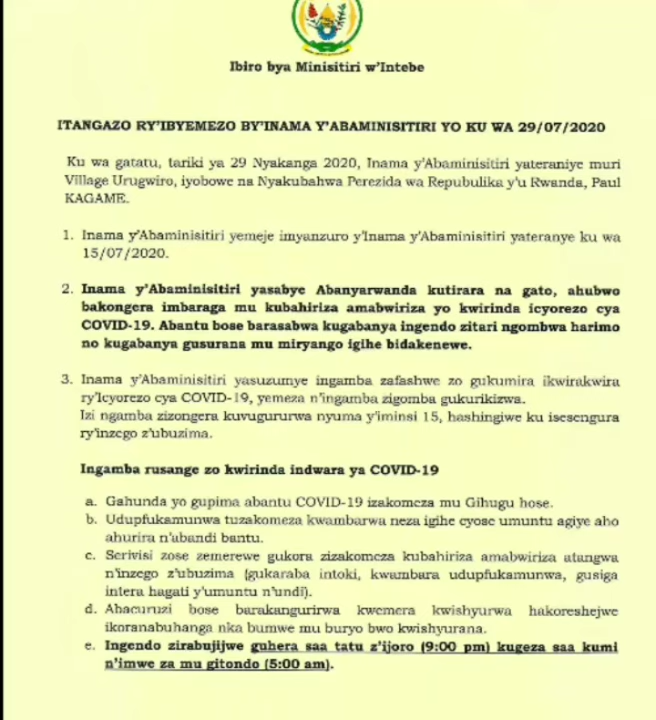 Ibiro bya Minisitiri w'Intebe
ITANGAZO RY'IBYEMEZO BY'INAMA Y'ABAMINISITIRI YO KU WA 29/07/2020
Ku wa gatatu, tariki ya 29 Nyakanga 2020, Inama y'Abaminisitiri yateraniye muri
Village Urugwiro, iyobowe na Nyakubahwa Perezida wa Repubulika y'u Rwanda, Paul
KAGAME.
1. Inama y'Abaminisitiri yemeje imyanzuro y'Inama y'Abaminisitiri yateranye ku wa
15/07/2020.
2. Inama y'Abaminisitiri yasabye Abanyarwanda kutirara na gato, ahubwo
bakongera imbaraga mu kubahiriza amabwiriza yo kwirinda icyorezo cya
COVID-19. Abantu bose barasabwa kugabanya ingendo zitari ngombwa harimo
no kugabanya gusurana mu miryango igihe bidakenewe.
3. Inama y'Abaminisitiri yasuzumye ingamba zafashwe zo gukumira ikwirakwira
ry'Icyorezo cya COVID-19, yemeza n'ingamba zigomba gukurikizwa.
Izi ngamba zizongera kuvugururwa nyuma y'iminsi 15, hashingiwe ku isesengura
ry'inzego z'ubuzima.
Ingamba rusange zo kwirinda indwara ya COVID-19
a. Gahunda yo gupima abantu COVID-19 izakomeza mu Gihugu hose.
b. Udupfukamunwa tuzakomeza kwambarwa neza igihe cyose umuntu agiye aho
ahurira n'abandi bantu.
c. Serivisi zose zemerewe gukora zizakomeza kubahiriza amabwiriza atangwa
n'inzego z'ubuzima (gukaraba intoki, kwambara udupfukamunwa, gusiga
intera hagati y'umuntu n'undi).
d. Abacuruzi bose barakangurirwa kwemera kwishyurwa hakoreshejwe
ikoranabuhanga nka bumwe mu buryo bwo kwishyurana.
e. Ingendo zirabujijwe guhera saa tatu z'ijoro (9:00 pm) kugeza saa kumi
n'imwe za mu gitondo (5:00 am).